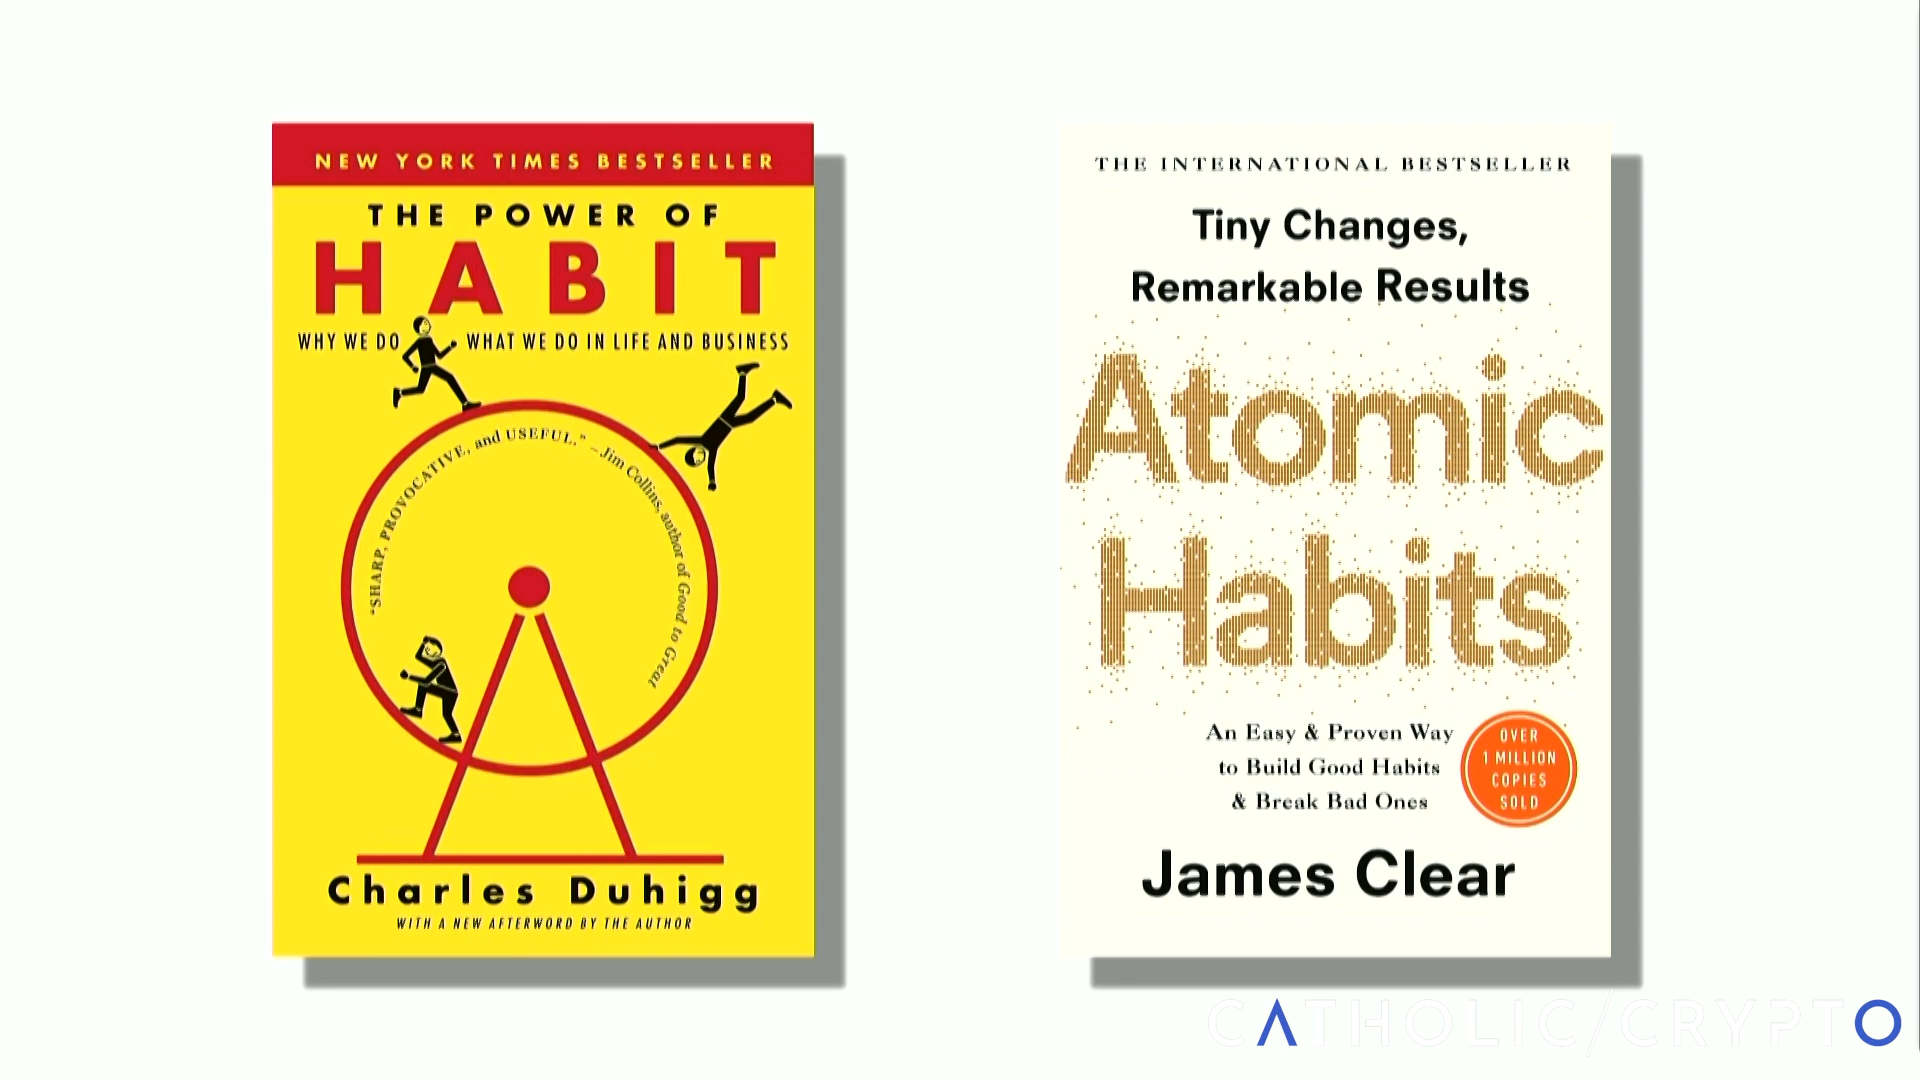 NEW YORK TIMES BESTSELLER
THE POWER OF
HABIT
WHY WE DO WHAT WE DO IN LIFE AND BUSINESS
"SHARP, PROVOCATIVE, and USEFUL." –Jim Collins, author of Good to Great
Charles Duhigg
WITH A NEW AFTERWORD BY THE AUTHOR
THE INTERNATIONAL BESTSELLER
Tiny Changes,
Remarkable Results
Atomic
Habits
An Easy & Proven Way
to Build Good Habits
& Break Bad Ones
OVER
1 MILLION
COPIES
SOLD
James Clear
CATHOLIC/CRYPTO